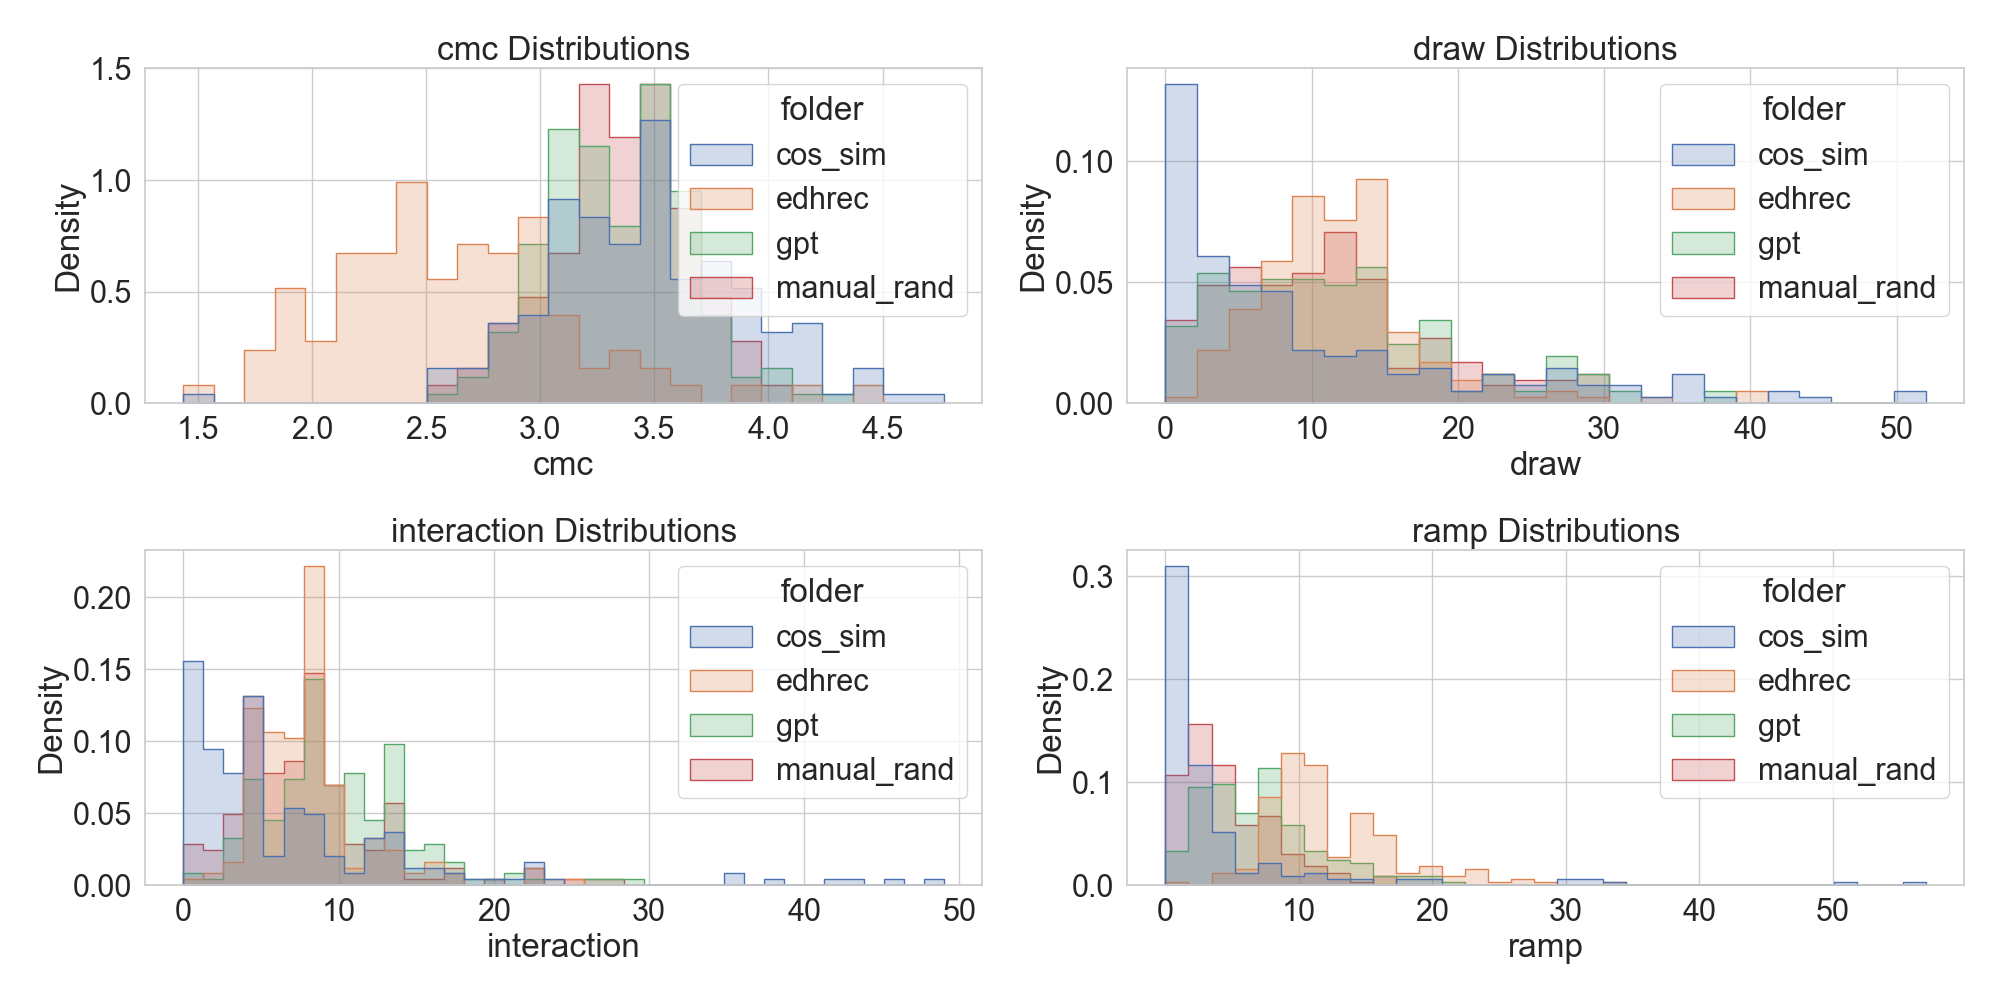 cmc Distributions
Density
1.5
1.0
0.5
0.0
1.5
2.0
2.5
3.0
3.5
4.0
4.5
cmc
folder
cos_sim
edhrec
gpt
manual_rand
draw Distributions
Density
0.10
0.05
0.00
0
10
20
30
40
50
draw
folder
cos_sim
edhrec
gpt
manual_rand
interaction Distributions
Density
0.20
0.15
0.10
0.05
0.00
0
10
20
30
40
50
interaction
folder
cos_sim
edhrec
gpt
manual_rand
ramp Distributions
Density
0.3
0.2
0.1
0.0
0
10
20
30
40
50
ramp
folder
cos_sim
edhrec
gpt
manual_rand